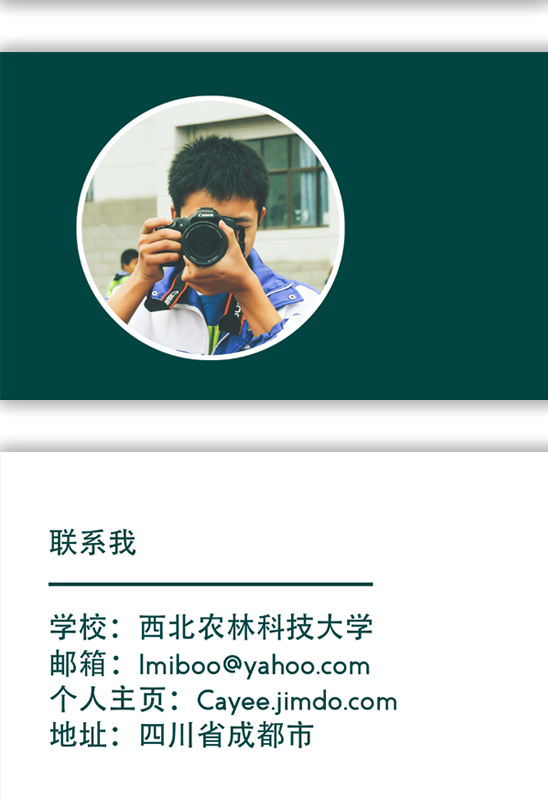 Canon
联系我
学校：西北农林科技大学
邮箱：lmiboo@yahoo.com
个人主页：Cayee.jimdo.com
地址：四川省成都市